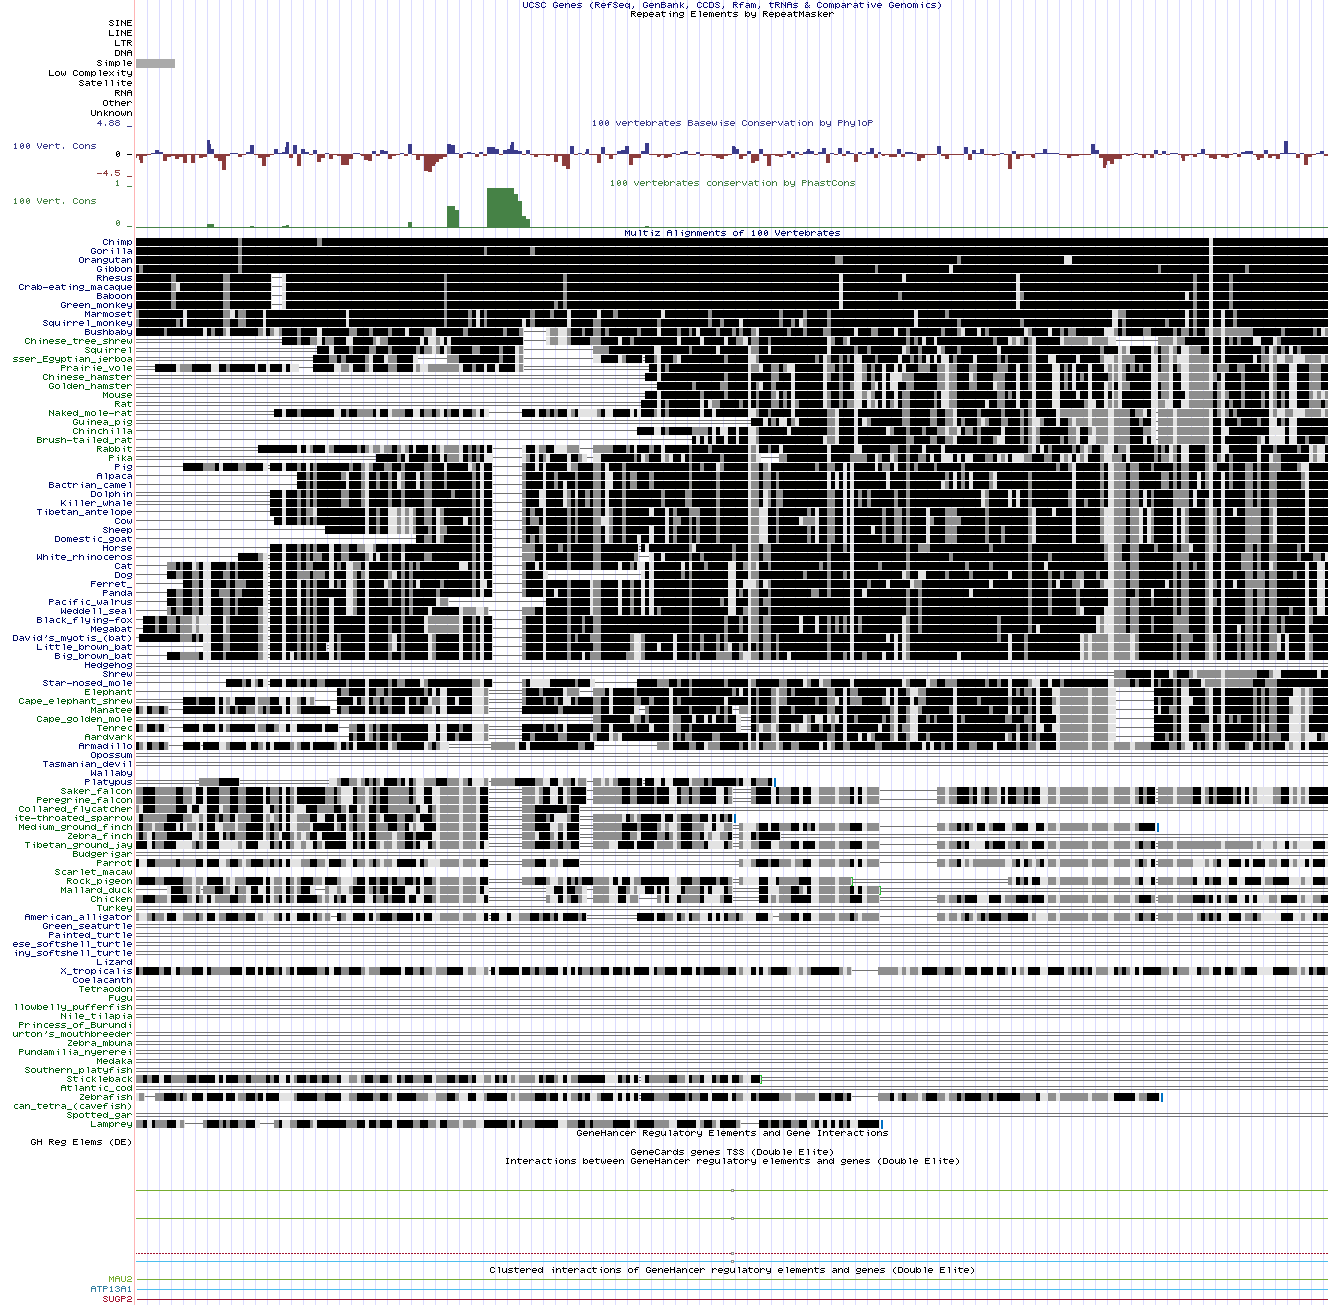 UCSC Genes (RefSeq, GenBank, CCDS, Rfam, tRNAs & Comparative Genomics)
Repeating Elements by RepeatMasker
SINE
LINE
LTR
DNA
Simple
Low Complexity
Satellite
RNA
Other
Unknown
4.88 _
100 vertebrates Basewise Conservation by PhyloP
100 Vert. Cons
0 -
-4.5 _
1 _
100 vertebrates conservation by PhastCons
100 Vert. Cons
0 _
Multiz Alignments of 100 Vertebrates
Chimp
Gorilla
Orangutan
Gibbon
Rhesus
Crab-eating_macaque
Baboon
Green_monkey
Marmoset
Squirrel_monkey
Bushbaby
Chinese_tree_shrew
Squirrel
sser_Egyptian_jerboa
Prairie_vole
Chinese_hamster
Golden_hamster
Mouse
Rat
Naked_mole-rat
Guinea_pig
Chinchilla
Brush-tailed_rat
Rabbit
Pika
Pig
Alpaca
Bactrian_camel
Dolphin
Killer_whale
Tibetan_antelope
Cow
Sheep
Domestic_goat
Horse
White_rhinoceros
Cat
Dog
Ferret_
Panda
Pacific_walrus
Weddell_seal
Black_flying-fox
Megabat
David's_myotis_(bat)
Little_brown_bat
Big_brown_bat
Hedgehog
Shrew
Star-nosed_mole
Elephant
Cape_elephant_shrew
Manatee
Cape_golden_mole
Tenrec
Aardvark
Armadillo
Opossum
Tasmanian_devil
Wallaby
Platypus
Saker_falcon
Peregrine_falcon
Collared_flycatcher
ite-throated_sparrow
Medium_ground_finch
Zebra_finch
Tibetan_ground_jay
Budgerigar
Parrot
Scarlet_macaw
Rock_pigeon
Mallard_duck
Chicken
Turkey
American_alligator
Green_seaturtle
Painted_turtle
ese_softshell_turtle
iny_softshell_turtle
Lizard
X_tropicalis
Coelacanth
Tetraodon
Fugu
llowbelly_pufferfish
Nile_tilapia
Princess_of_Burundi
urton's_mouthbreeder
Zebra_mbuna
Pundamilia_nyererei
Medaka
Southern_platyfish
Stickleback
Atlantic_cod
Zebrafish
can_tetra_(cavefish)
Spotted_gar
Lamprey
GeneHancer Regulatory Elements and Gene Interactions
GH Reg Elems (DE)
GeneCards genes TSS (Double Elite)
Interactions between GeneHancer regulatory elements and genes (Double Elite)
Clustered interactions of GeneHancer regulatory elements and genes (Double Elite)
MAU2
ATP13A1
SUGP2